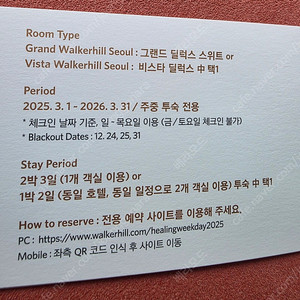 Room Type
Grand Walkerhill Seoul : 그랜드 딜럭스 스위트 or
Vista Walkerhill Seoul : 비스타 딜럭스 中 택1
Period
2025. 3. 1 - 2026. 3. 31 / 주중 투숙 전용
* 체크인 날짜 기준, 일 - 목요일 이용 (금 / 토요일 체크인 불가)
* Blackout Dates : 12. 24, 25, 31
Stay Period
2박 3일 (1개 객실 이용) or
1박 2일 (동일 호텔, 동일 일정으로 2개 객실 이용) 투숙 中 택1
How to reserve : 전용 예약 사이트를 이용해 주세요.
PC : https://www.walkerhill.com/healingweekday2025
Mobile : 좌측 QR 코드 인식 후 사이트 이동